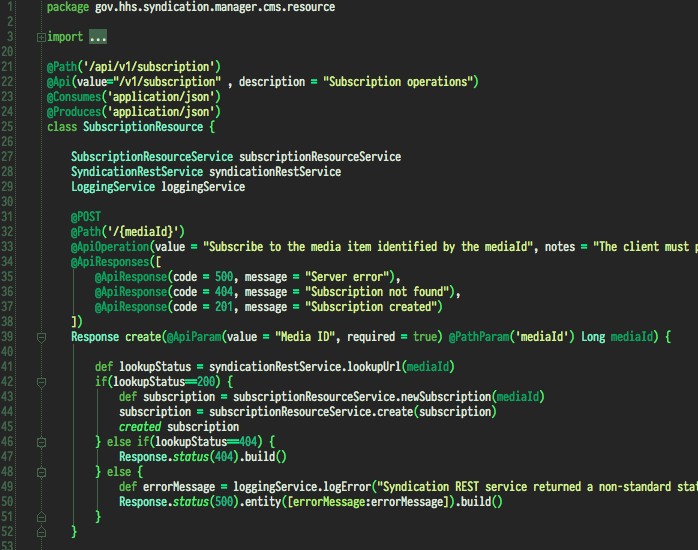 1 package gov.hhs.syndication.manager.cms.resource
2
3 import ...
20
21 @Path('/api/v1/subscription')
22 @Api(value="/v1/subscription" , description = "Subscription operations")
23 @Consumes('application/json')
24 @Produces('application/json')
25 class SubscriptionResource {
26
27 SubscriptionResourceService subscriptionResourceService
28 SyndicationRestService syndicationRestService
29 LoggingService loggingService
30
31 @POST
32 @Path('/{mediaId}')
33 @ApiOperation(value = "Subscribe to the media item identified by the mediaId", notes = "The client must p
34 @ApiResponses([
35 @ApiResponse(code = 500, message = "Server error"),
36 @ApiResponse(code = 404, message = "Subscription not found"),
37 @ApiResponse(code = 201, message = "Subscription created")
38 ])
39 Response create(@ApiParam(value = "Media ID", required = true) @PathParam('mediaId') Long mediaId) {
40
41 def lookupStatus = syndicationRestService.lookupUrl(mediaId)
42 if(lookupStatus==200) {
43 def subscription = subscriptionResourceService.newSubscription(mediaId)
44 subscription = subscriptionResourceService.create(subscription)
45 created subscription
46 } else if(lookupStatus==404) {
47 Response.status(404).build()
48 } else {
49 def errorMessage = loggingService.logError("Syndication REST service returned a non-standard stat
50 Response.status(500).entity([errorMessage:errorMessage]).build()
51 }
52 }
53